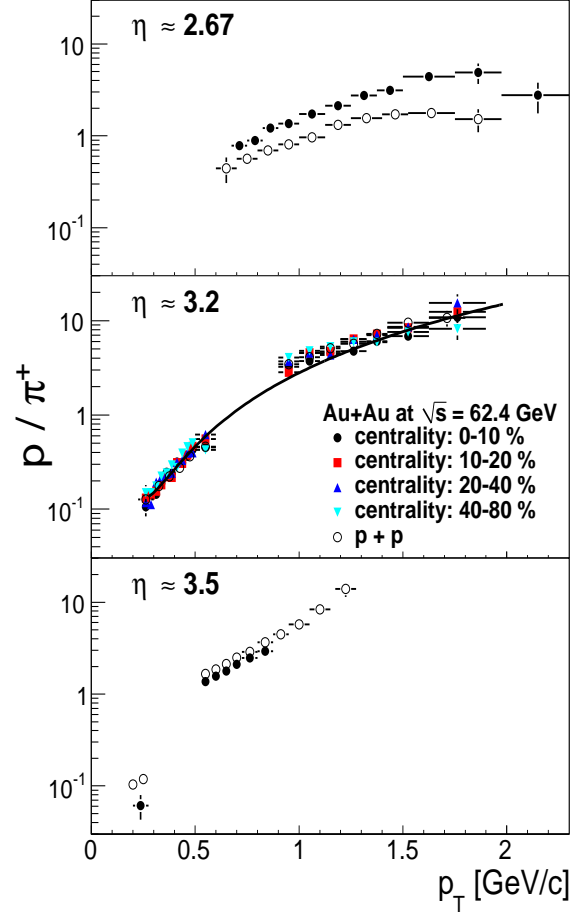 η ≈ 2.67
10
1
10⁻¹
η ≈ 3.2
10
1
10⁻¹
p / π⁺
Au+Au at √s = 62.4 GeV
centrality: 0-10 %
centrality: 10-20 %
centrality: 20-40 %
centrality: 40-80 %
p + p
η ≈ 3.5
10
1
10⁻¹
0 0.5 1 1.5 2
p_T [GeV/c]